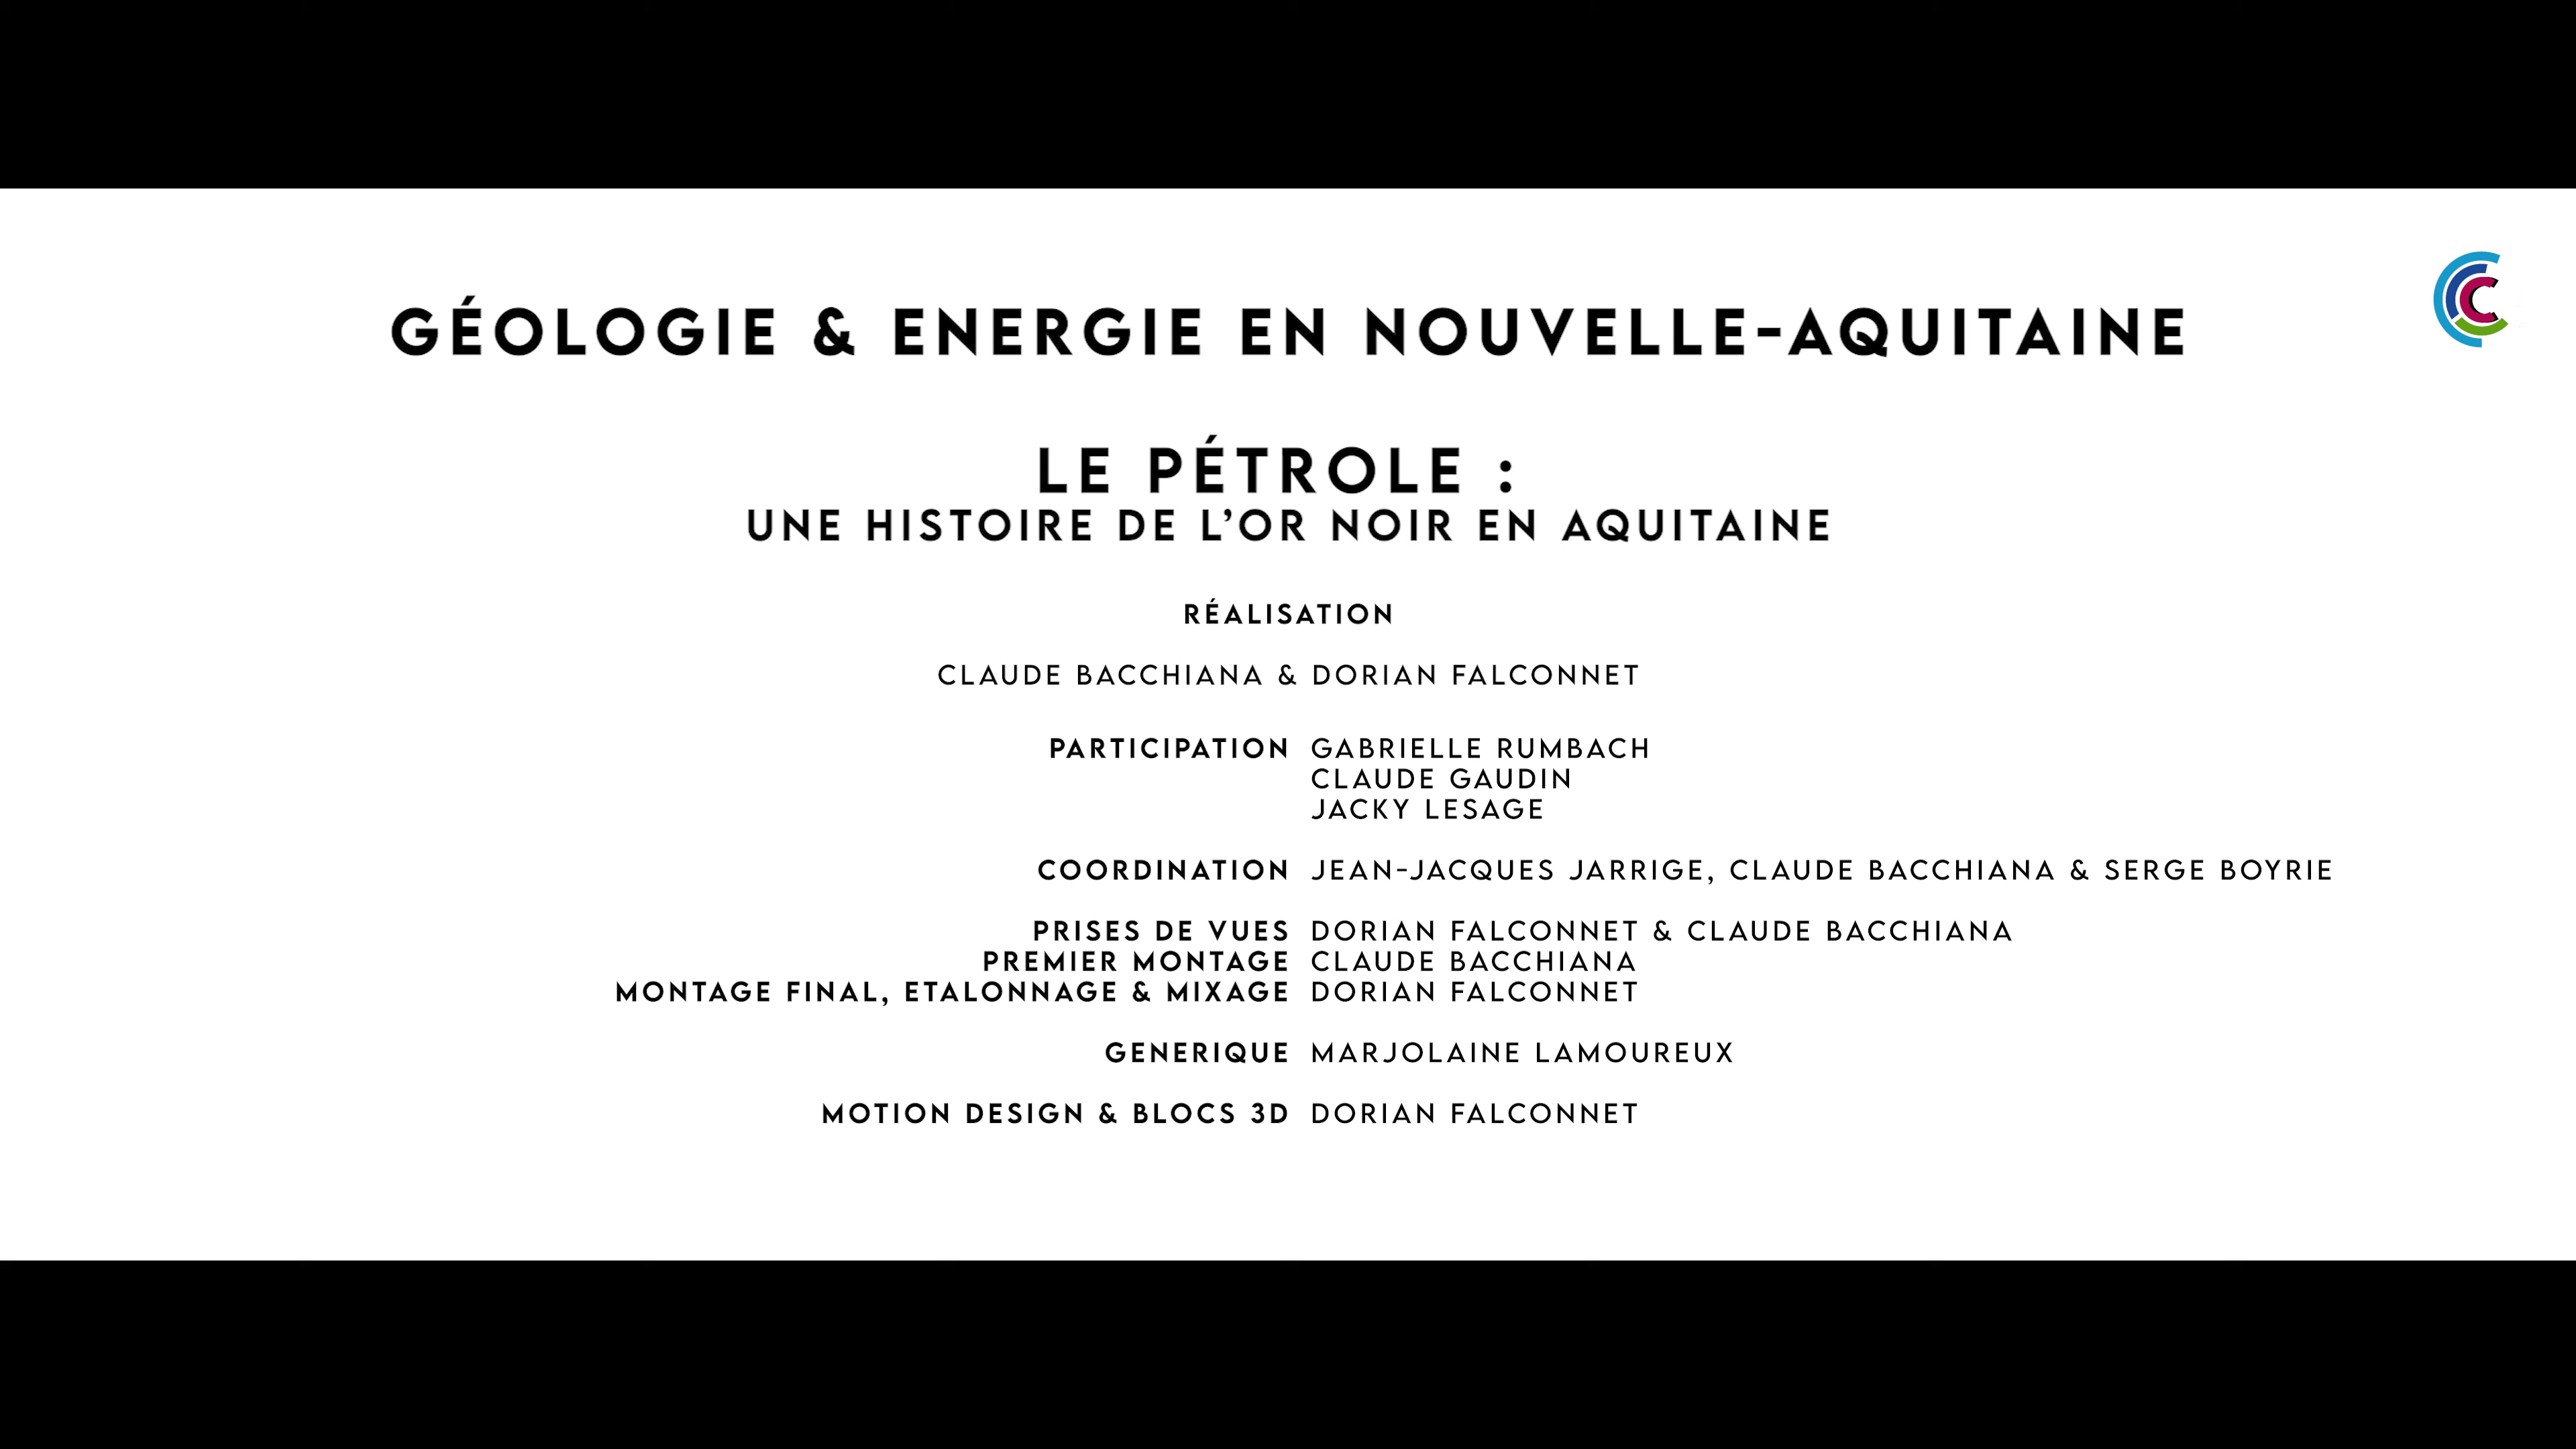 GÉOLOGIE & ENERGIE EN NOUVELLE-AQUITAINE
LE PÉTROLE :
UNE HISTOIRE DE L’OR NOIR EN AQUITAINE
RÉALISATION
CLAUDE BACCHIANA & DORIAN FALCONNET
PARTICIPATION GABRIELLE RUMBACH
CLAUDE GAUDIN
JACKY LESAGE
COORDINATION JEAN-JACQUES JARRIGE, CLAUDE BACCHIANA & SERGE BOYRIE
PRISES DE VUES DORIAN FALCONNET & CLAUDE BACCHIANA
PREMIER MONTAGE CLAUDE BACCHIANA
MONTAGE FINAL, ETALONNAGE & MIXAGE DORIAN FALCONNET
GENERIQUE MARJOLAINE LAMOUREUX
MOTION DESIGN & BLOCS 3D DORIAN FALCONNET